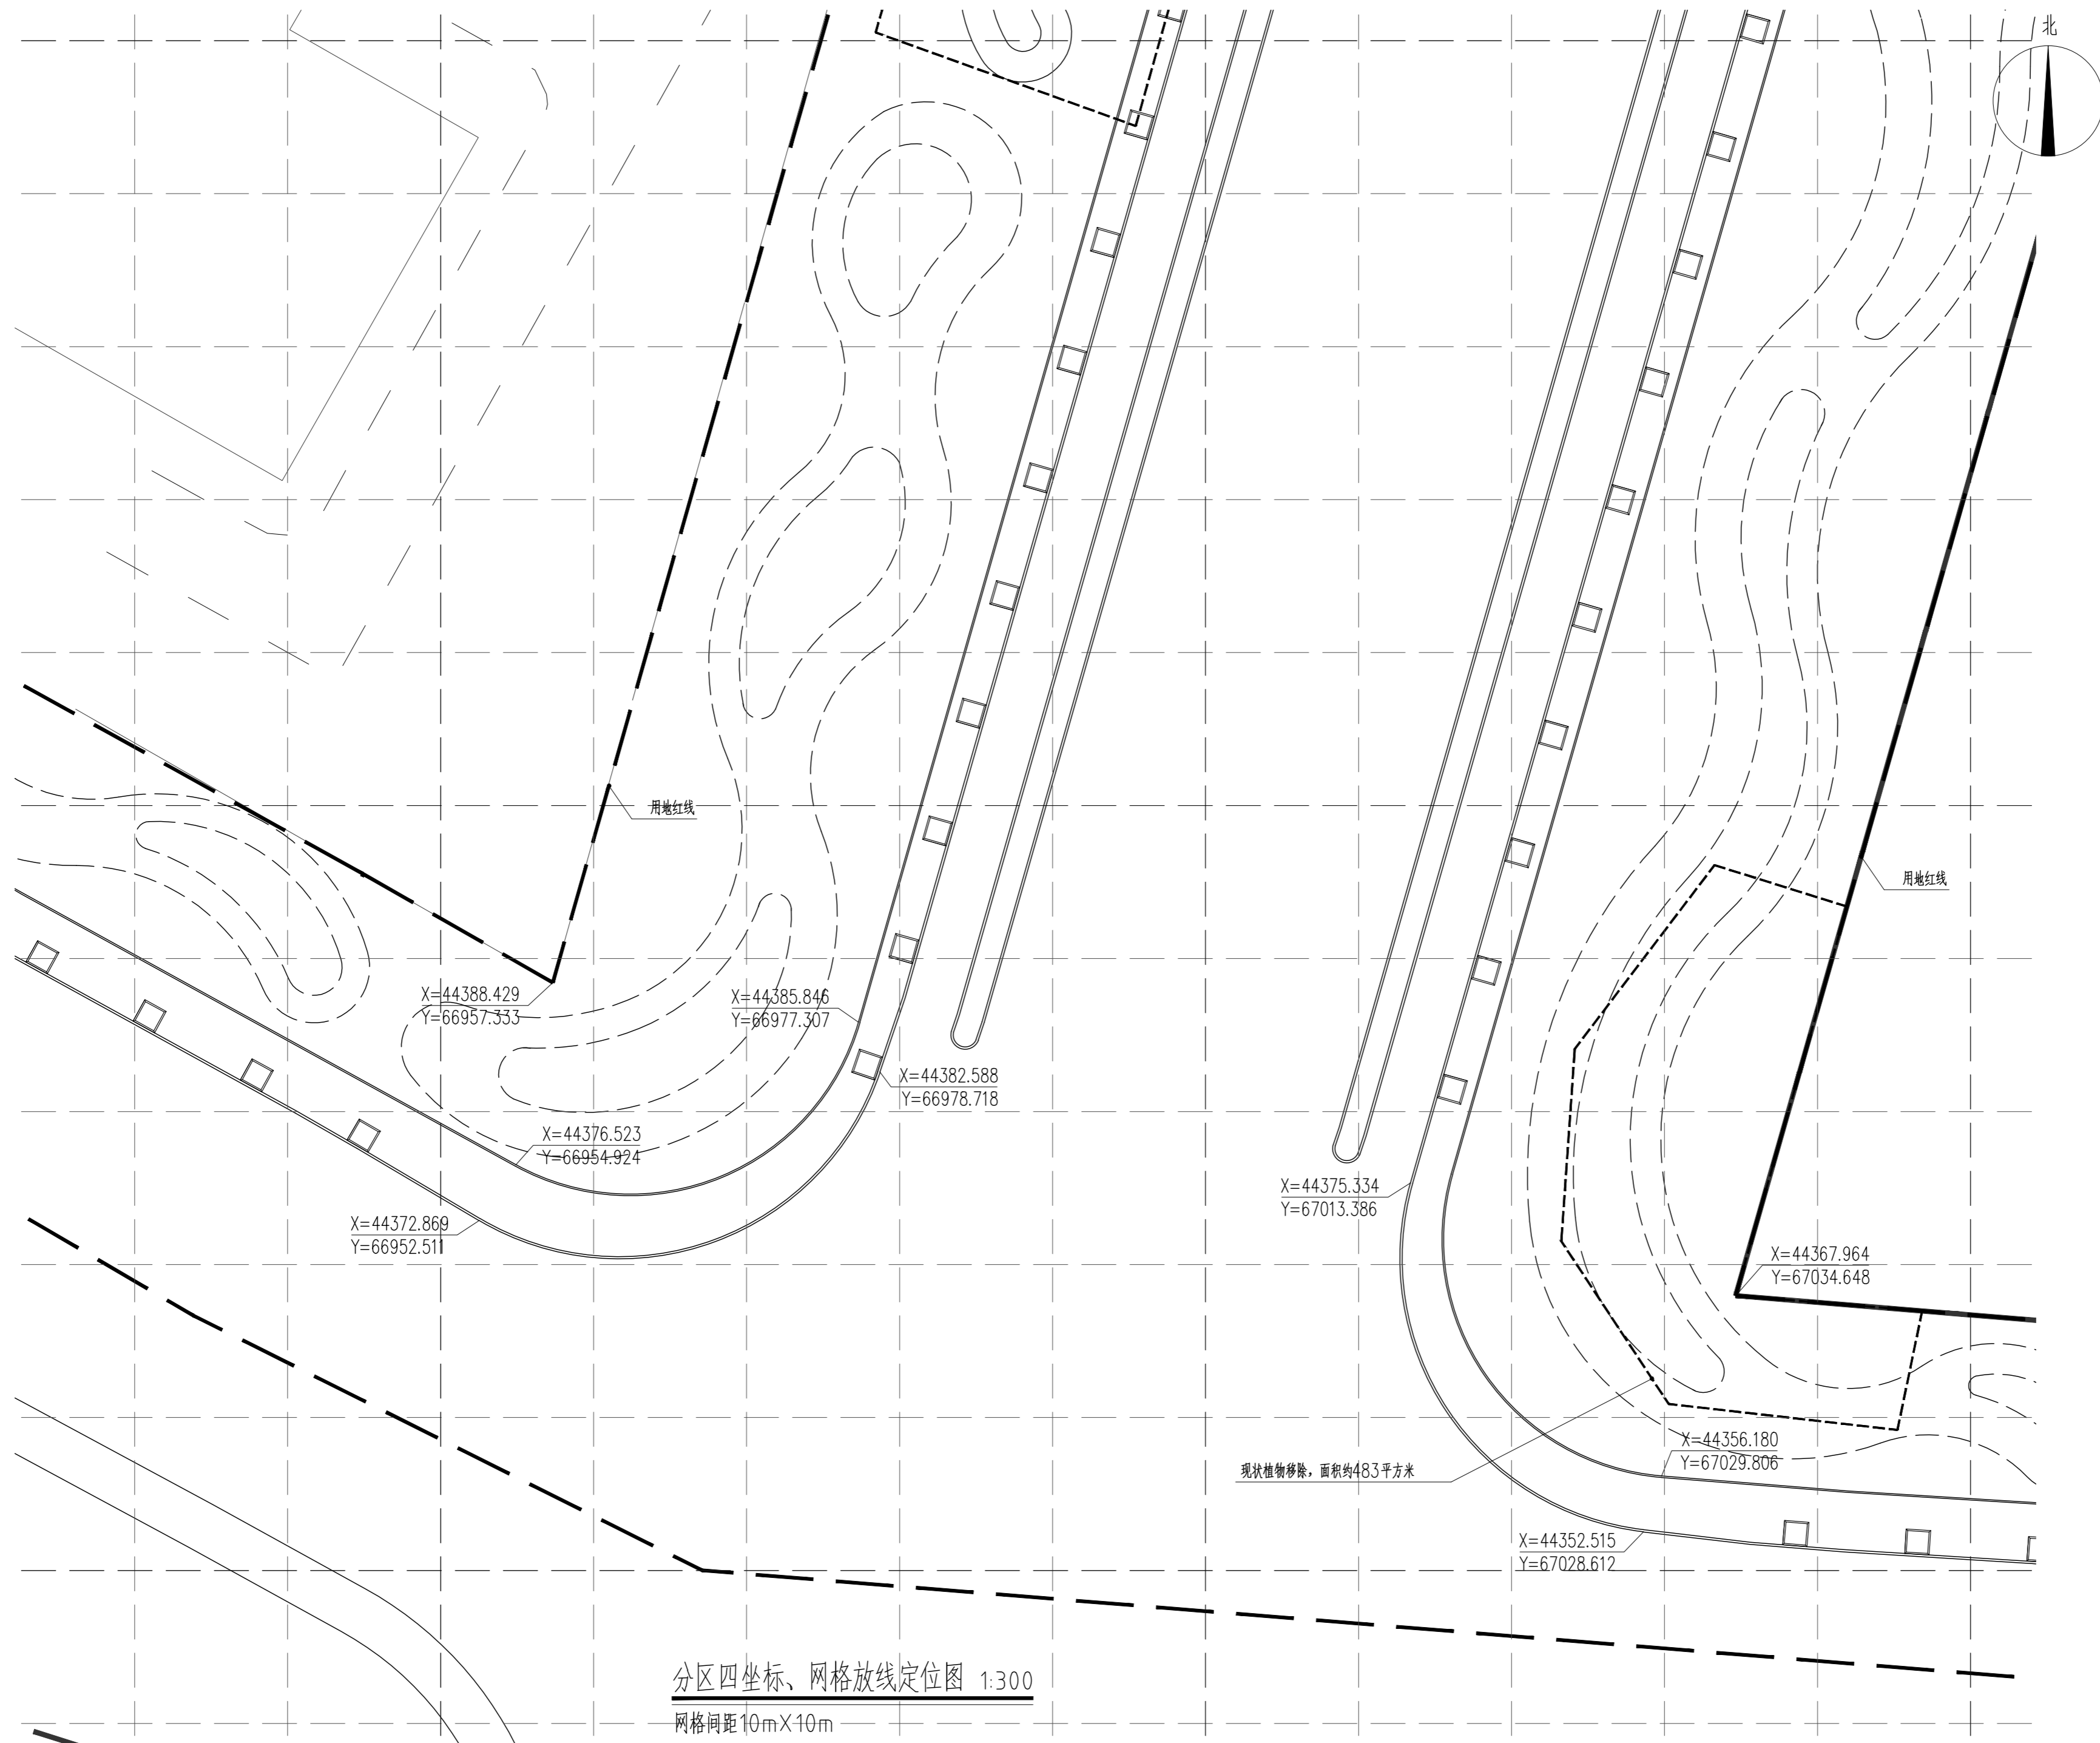 北
用地红线
用地红线
X=44388.429
Y=66957.333
X=44385.846
Y=66977.307
X=44382.588
Y=66978.718
X=44376.523
Y=66954.924
X=44372.869
Y=66952.511
X=44375.334
Y=67013.386
X=44367.964
Y=67034.648
X=44356.180
Y=67029.806
现状植物移除，面积约483平方米
X=44352.515
Y=67028.612
分区四坐标、网格放线定位图 1:300
网格间距10mX10m